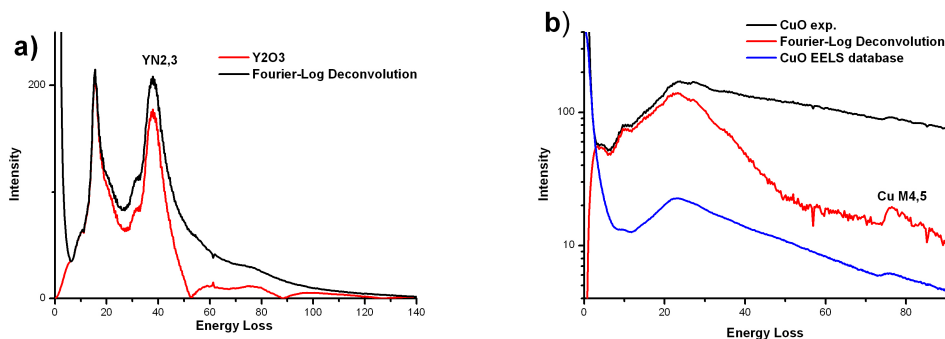 a)
YN2,3
Y2O3
Fourier-Log Deconvolution
200
0
Intensity
0 20 40 60 80 100 120 140
Energy Loss
b)
CuO exp.
Fourier-Log Deconvolution
CuO EELS database
100
10
Intensity
Cu M4,5
0 20 40 60 80
Energy Loss